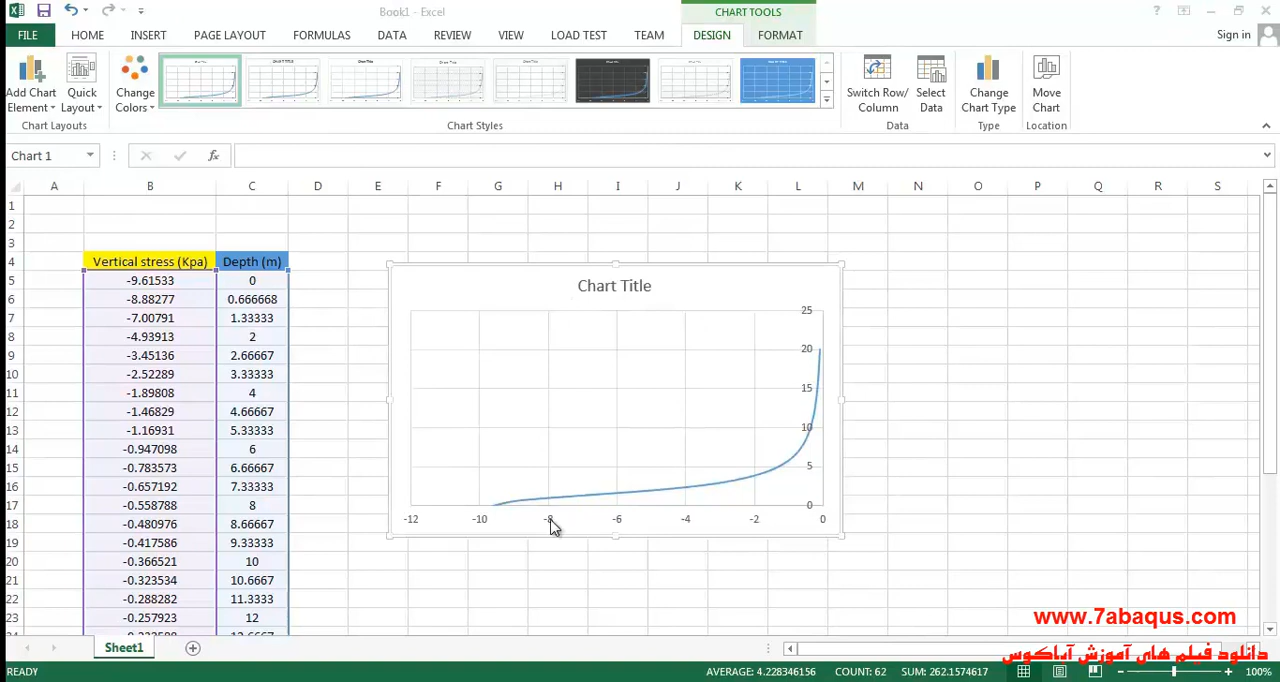 Book1 - Excel
CHART TOOLS
?
FILE HOME INSERT PAGE LAYOUT FORMULAS DATA REVIEW VIEW LOAD TEST TEAM DESIGN FORMAT Sign in
Add Chart Element
Quick Layout
Change Colors
Switch Row/ Column
Select Data
Change Chart Type
Move Chart
Chart Layouts Chart Styles Data Type Location
Chart 1 fx
A B C D E F G H I J K L M N O P Q R S
1
2
3
4 Vertical stress (Kpa) Depth (m)
5 -9.61533 0
6 -8.88277 0.666668
7 -7.00791 1.33333
8 -4.93913 2
9 -3.45136 2.66667
10 -2.52289 3.33333
11 -1.89808 4
12 -1.46829 4.66667
13 -1.16931 5.33333
14 -0.947098 6
15 -0.783573 6.66667
16 -0.657192 7.33333
17 -0.558788 8
18 -0.480976 8.66667
19 -0.417586 9.33333
20 -0.366521 10
21 -0.323534 10.6667
22 -0.288282 11.3333
23 -0.257923 12
Chart Title
25
20
15
10
5
0
-12 -10 -8 -6 -4 -2 0
www.7abaqus.com
دانلود فیلم های آموزش آباکوس
Sheet1
READY AVERAGE: 4.228346156 COUNT: 62 SUM: 262.1574617 100%